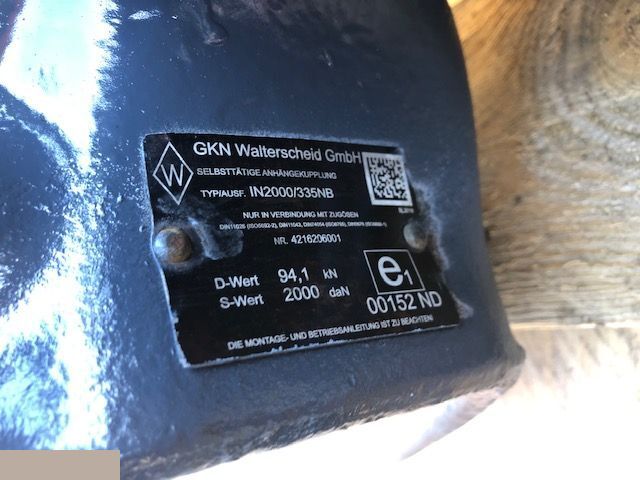 GKN Walterscheid GmbH
SELBSTTÄTIGE ANHÄNGEKUPPLUNG
TYP/AUSF. IN2000/335NB
NUR IN VERBINDUNG MIT ZUGÖSEN
NR. 4216206001
D-Wert 94,1 kN
S-Wert 2000 daN
e1
00152 ND
DIE MONTAGE- UND BETRIEBSANLEITUNG IST ZU BEACHTEN!
W